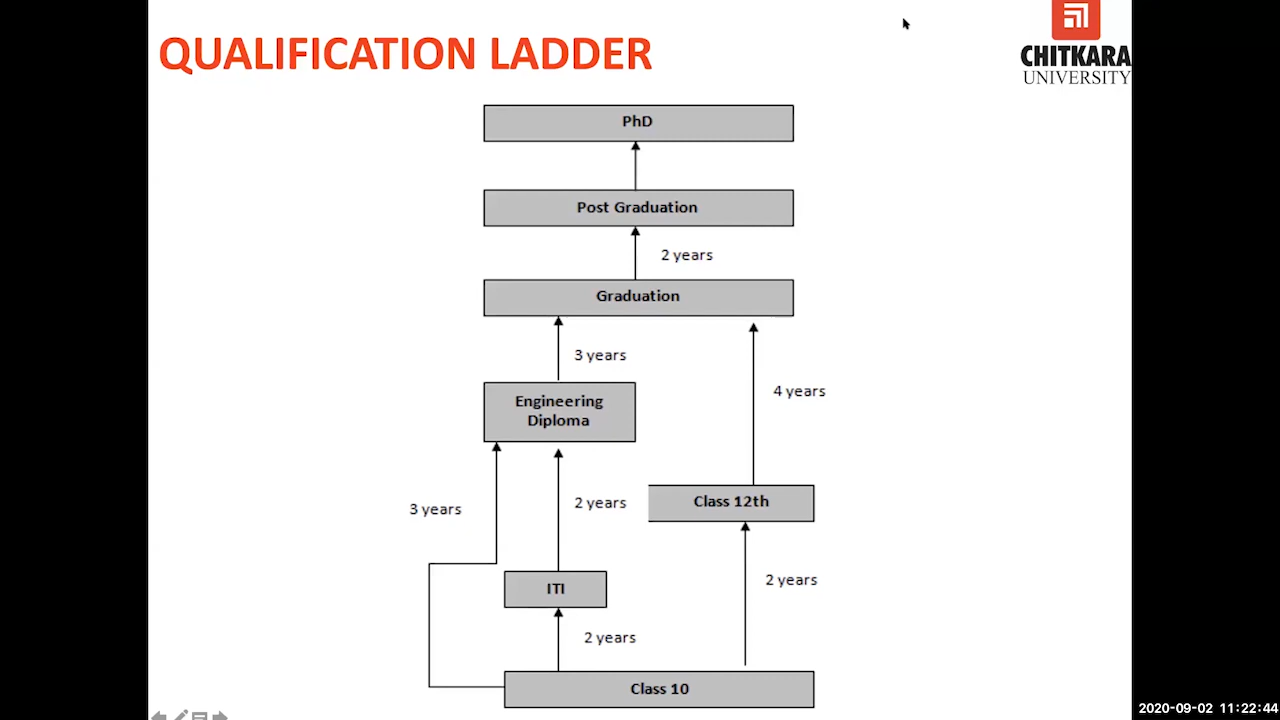 QUALIFICATION LADDER
CHITKARA
UNIVERSITY
PhD
Post Graduation
2 years
Graduation
3 years
4 years
Engineering
Diploma
3 years
2 years
Class 12th
2 years
ITI
2 years
Class 10
2020-09-02 11:22:44